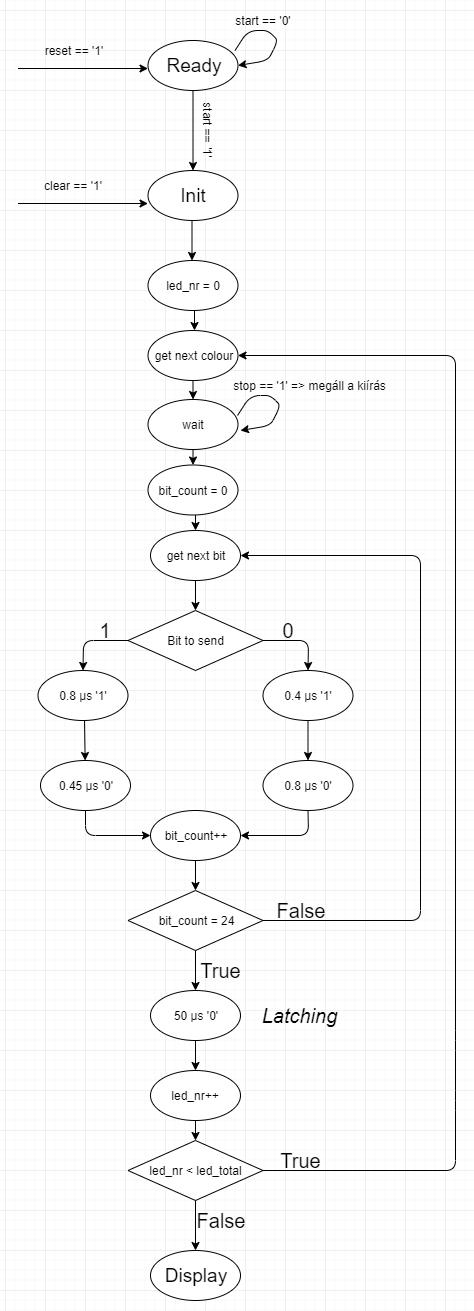 start == '0'
reset == '1'
Ready
start == '1'
clear == '1'
Init
led_nr = 0
get next colour
stop == '1' => megáll a kiírás
wait
bit_count = 0
get next bit
Bit to send
1
0
0.8 µs '1'
0.4 µs '1'
0.45 µs '0'
0.8 µs '0'
bit_count++
bit_count = 24
False
True
50 µs '0'
Latching
led_nr++
led_nr < led_total
True
False
Display